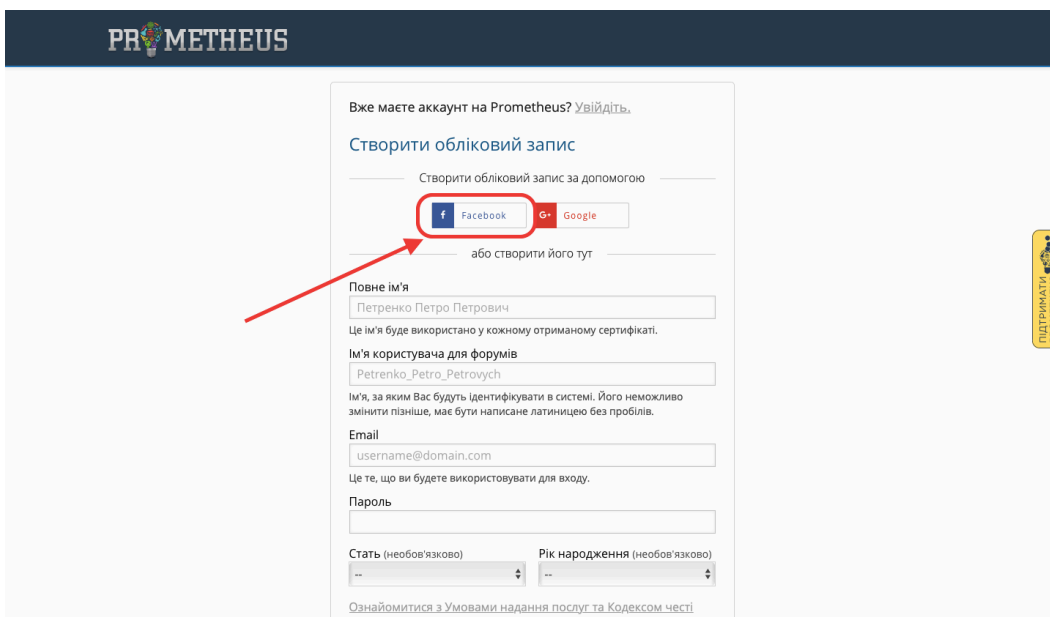 PROMETHEUS
Вже маєте аккаунт на Prometheus? Увійдіть.
Створити обліковий запис
Створити обліковий запис за допомогою
f Facebook G+ Google
або створити його тут
Повне ім'я
Петренко Петро Петрович
Це ім'я буде використано у кожному отриманому сертифікаті.
Ім'я користувача для форумів
Petrenko_Petro_Petrovych
Ім'я, за яким Вас будуть ідентифікувати в системі. Його неможливо
змінити пізніше, має бути написане латиницею без пробілів.
Email
username@domain.com
Це те, що ви будете використовувати для входу.
Пароль
Стать (необов'язково) Рік народження (необов'язково)
-- --
Ознайомитися з Умовами надання послуг та Кодексом честі
ПІДТРИМАТИ